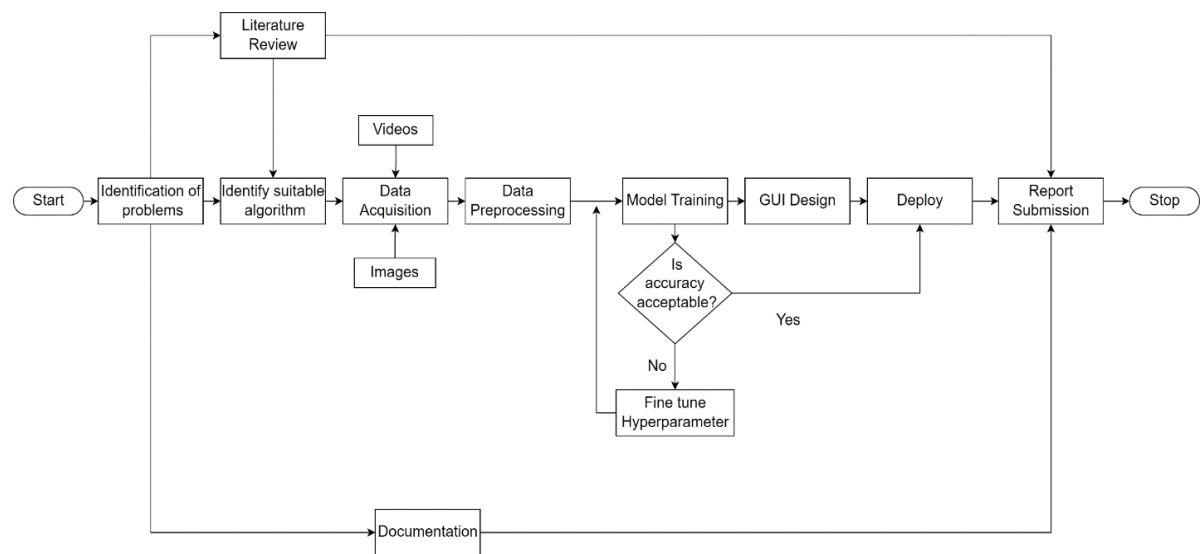 Literature
Review
Videos
Start
Identification of
problems
Identify suitable
algorithm
Data
Acquisition
Data
Preprocessing
Model Training
GUI Design
Deploy
Report
Submission
Stop
Images
Is
accuracy
acceptable?
Yes
No
Fine tune
Hyperparameter
Documentation